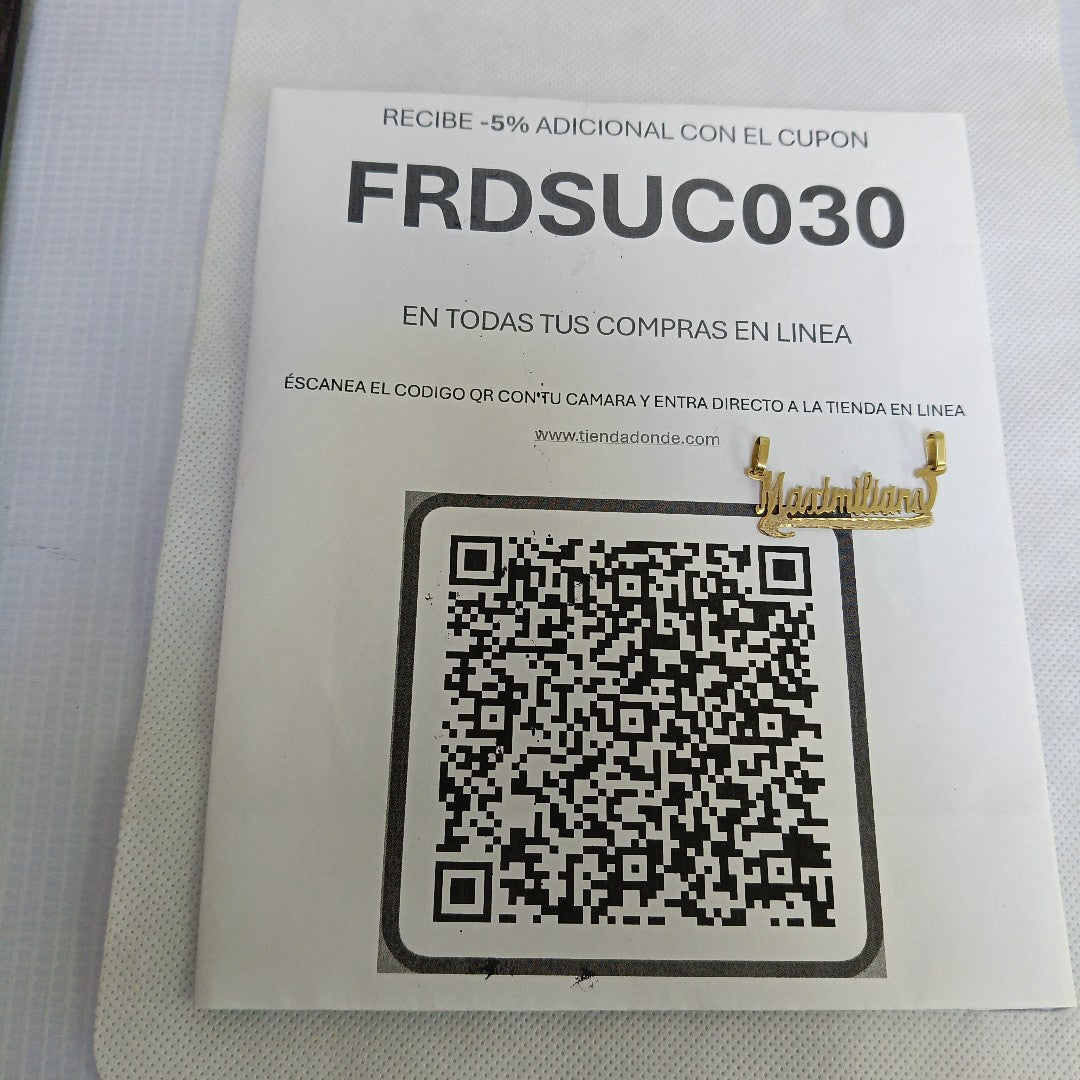 RECIBE -5% ADICIONAL CON EL CUPON
FRDSUC030
EN TODAS TUS COMPRAS EN LINEA
ÉSCANEA EL CODIGO QR CON TU CAMARA Y ENTRA DIRECTO A LA TIENDA EN LINEA
www.tiendadonde.com
Maximiliano